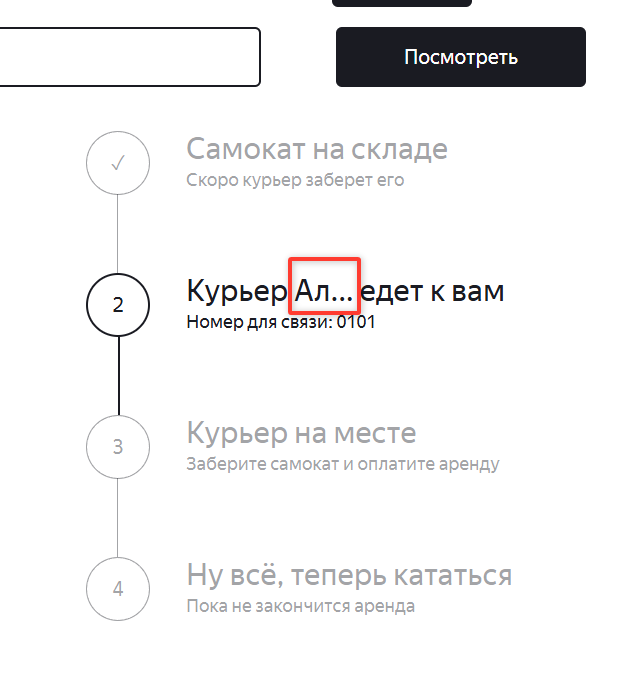 Посмотреть
✓
Самокат на складе
Скоро курьер заберет его
2
Курьер Ал... едет к вам
Номер для связи: 0101
3
Курьер на месте
Заберите самокат и оплатите аренду
4
Ну всё, теперь кататься
Пока не закончится аренда